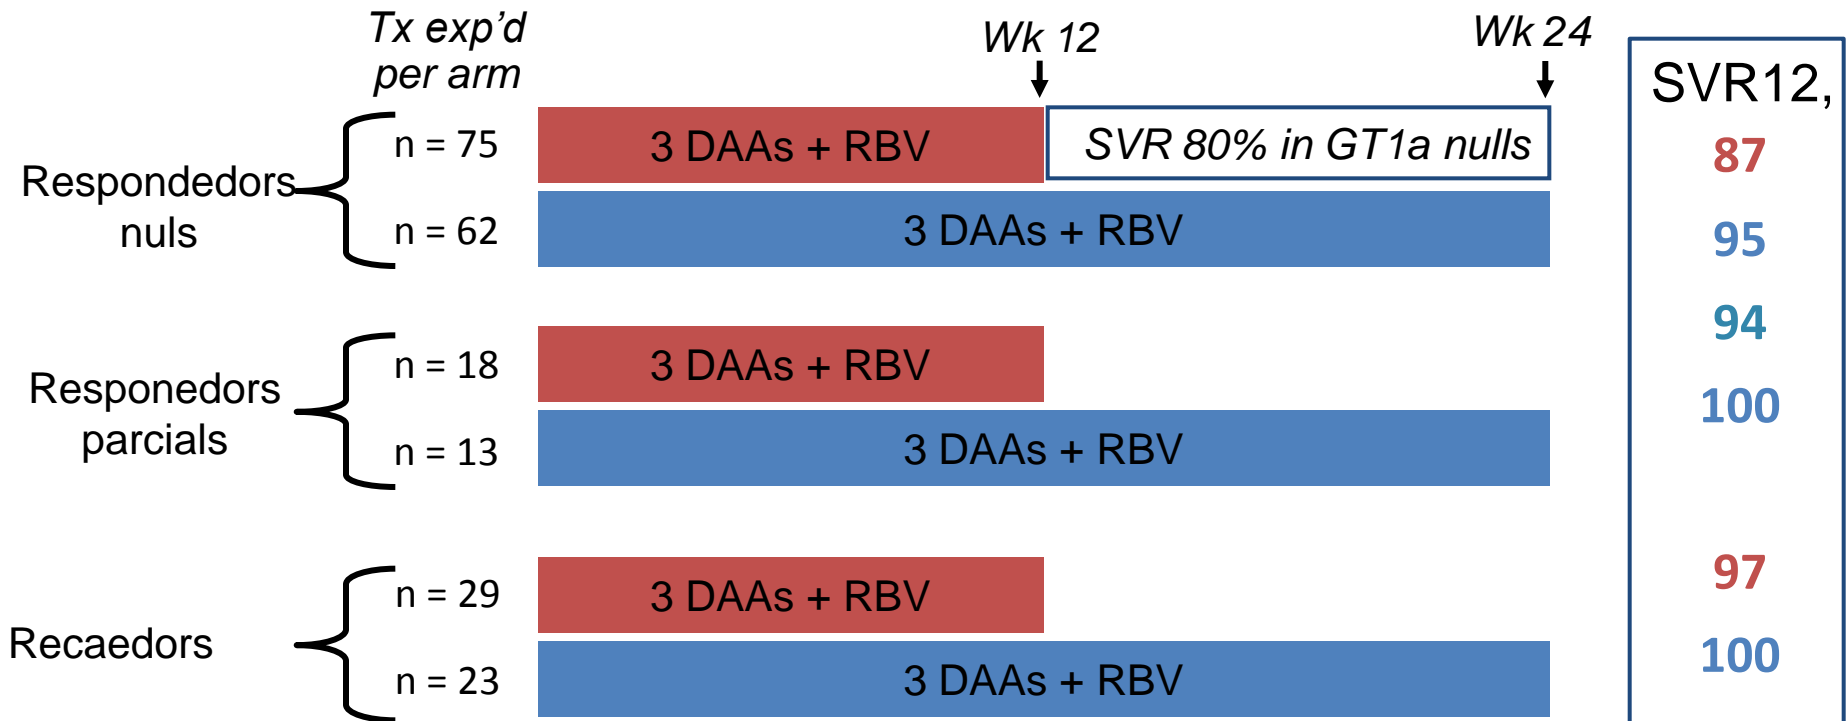 Tx exp’d
per arm
Wk 12
Wk 24
SVR12,
Respondedors
nuls
n = 75
3 DAAs + RBV
SVR 80% in GT1a nulls
87
n = 62
3 DAAs + RBV
95
Responedors
parcials
n = 18
3 DAAs + RBV
94
n = 13
3 DAAs + RBV
100
Recaedors
n = 29
3 DAAs + RBV
97
n = 23
3 DAAs + RBV
100